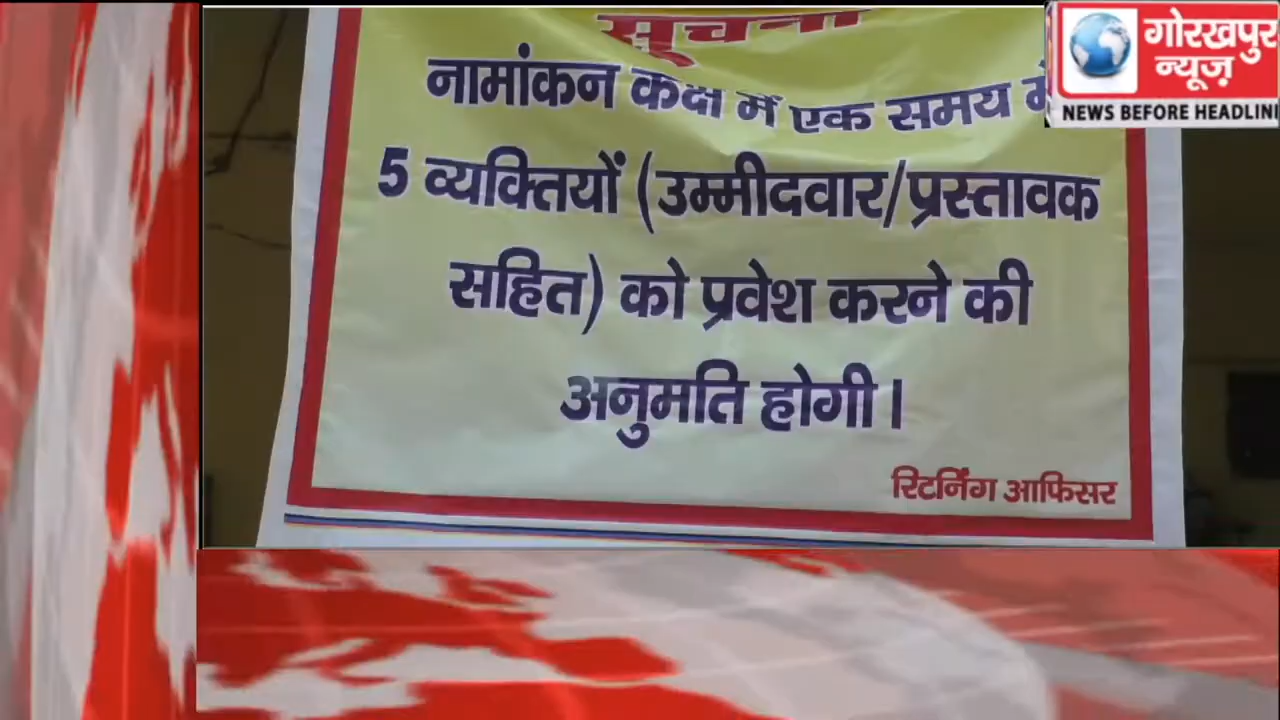 सूचना
नामांकन कक्ष में एक समय में
5 व्यक्तियों (उम्मीदवार/प्रस्तावक
सहित) को प्रवेश करने की
अनुमति होगी।
रिटर्निंग आफिसर
गोरखपुर
न्यूज़
NEWS BEFORE HEADLIN